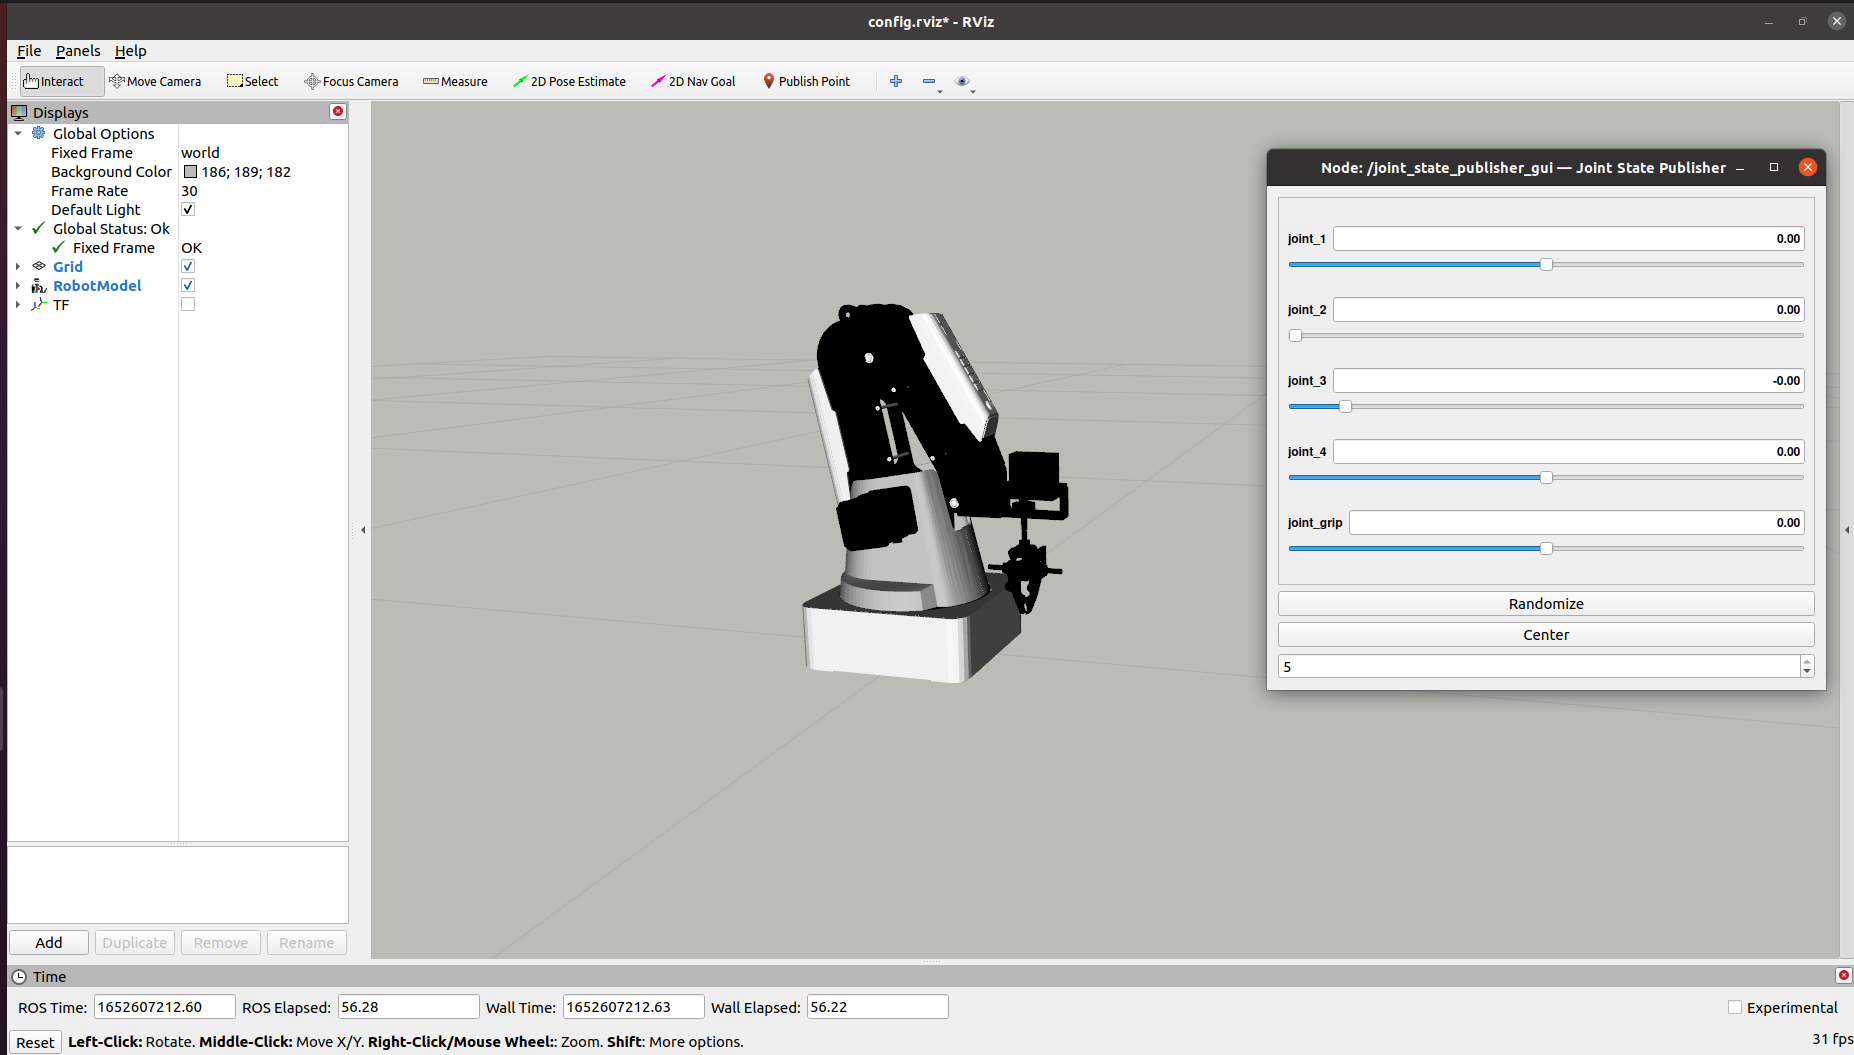 config.rviz* - RViz
File Panels Help
Interact Move Camera Select Focus Camera Measure 2D Pose Estimate 2D Nav Goal Publish Point
Displays
Global Options
Fixed Frame world
Background Color 186; 189; 182
Frame Rate 30
Default Light
Global Status: Ok
Fixed Frame OK
Grid
RobotModel
TF
Add Duplicate Remove Rename
Node: /joint_state_publisher_gui — Joint State Publisher
joint_1 0.00
joint_2 0.00
joint_3 -0.00
joint_4 0.00
joint_grip 0.00
Randomize
Center
5
Time
ROS Time: 1652607212.60 ROS Elapsed: 56.28 Wall Time: 1652607212.63 Wall Elapsed: 56.22 Experimental
Reset Left-Click: Rotate. Middle-Click: Move X/Y. Right-Click/Mouse Wheel:: Zoom. Shift: More options. 31 fps